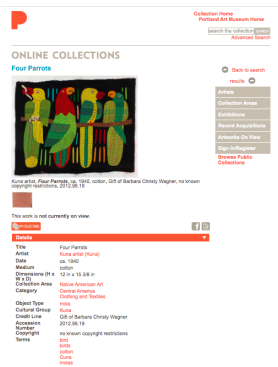 Collection Home
Portland Art Museum Home
search the collection
Advanced Search
ONLINE COLLECTIONS
Four Parrots
Back to search
results
Artists
Collection Areas
Exhibitions
Recent Acquisitions
Artworks On View
Sign In/Register
Browse Public
Collections
Kuna artist, Four Parrots, ca. 1940, cotton, Gift of Barbara Christy Wagner, no known
copyright restrictions, 2012.98.19
This work is not currently on view.
Details
Title Four Parrots
Artist Kuna artist (Kuna)
Date ca. 1940
Medium cotton
Dimensions (H x 12 in x 15 3/8 in
W x D)
Collection Area Native American Art
Category Central America
Clothing and Textiles
Object Type mola
Cultural Group Kuna
Credit Line Gift of Barbara Christy Wagner
Accession 2012.98.19
Number
Copyright no known copyright restrictions
Terms bird
birds
cotton
Cuna
molas